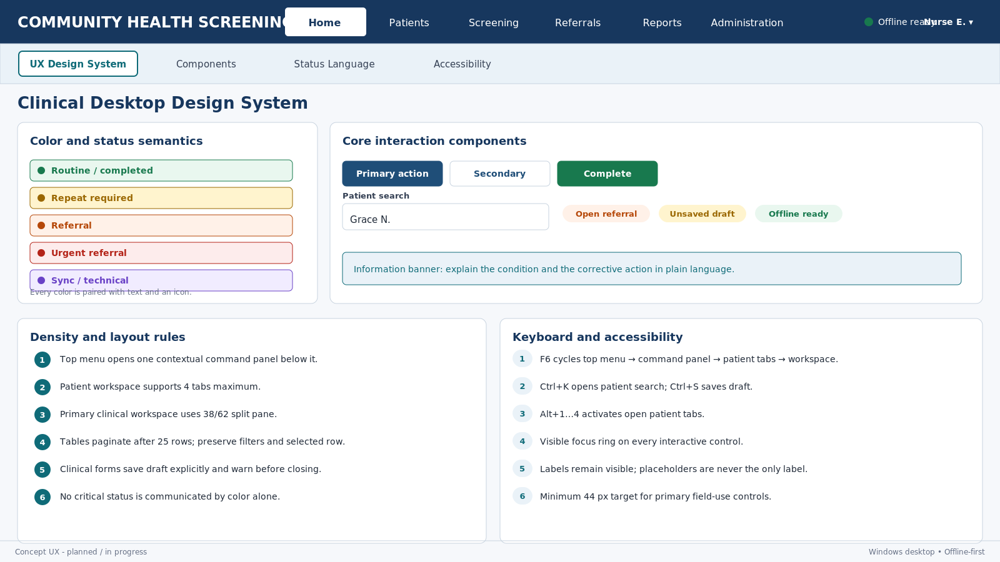 COMMUNITY HEALTH SCREENING
Home
Patients
Screening
Referrals
Reports
Administration
Offline ready
Nurse E. ▾
UX Design System
Components
Status Language
Accessibility
Clinical Desktop Design System
Color and status semantics
Routine / completed
Repeat required
Referral
Urgent referral
Sync / technical
Every color is paired with text and an icon.
Core interaction components
Primary action
Secondary
Complete
Patient search
Grace N.
Open referral
Unsaved draft
Offline ready
Information banner: explain the condition and the corrective action in plain language.
Density and layout rules
1 Top menu opens one contextual command panel below it.
2 Patient workspace supports 4 tabs maximum.
3 Primary clinical workspace uses 38/62 split pane.
4 Tables paginate after 25 rows; preserve filters and selected row.
5 Clinical forms save draft explicitly and warn before closing.
6 No critical status is communicated by color alone.
Keyboard and accessibility
1 F6 cycles top menu → command panel → patient tabs → workspace.
2 Ctrl+K opens patient search; Ctrl+S saves draft.
3 Alt+1…4 activates open patient tabs.
4 Visible focus ring on every interactive control.
5 Labels remain visible; placeholders are never the only label.
6 Minimum 44 px target for primary field-use controls.
Concept UX - planned / in progress
Windows desktop • Offline-first